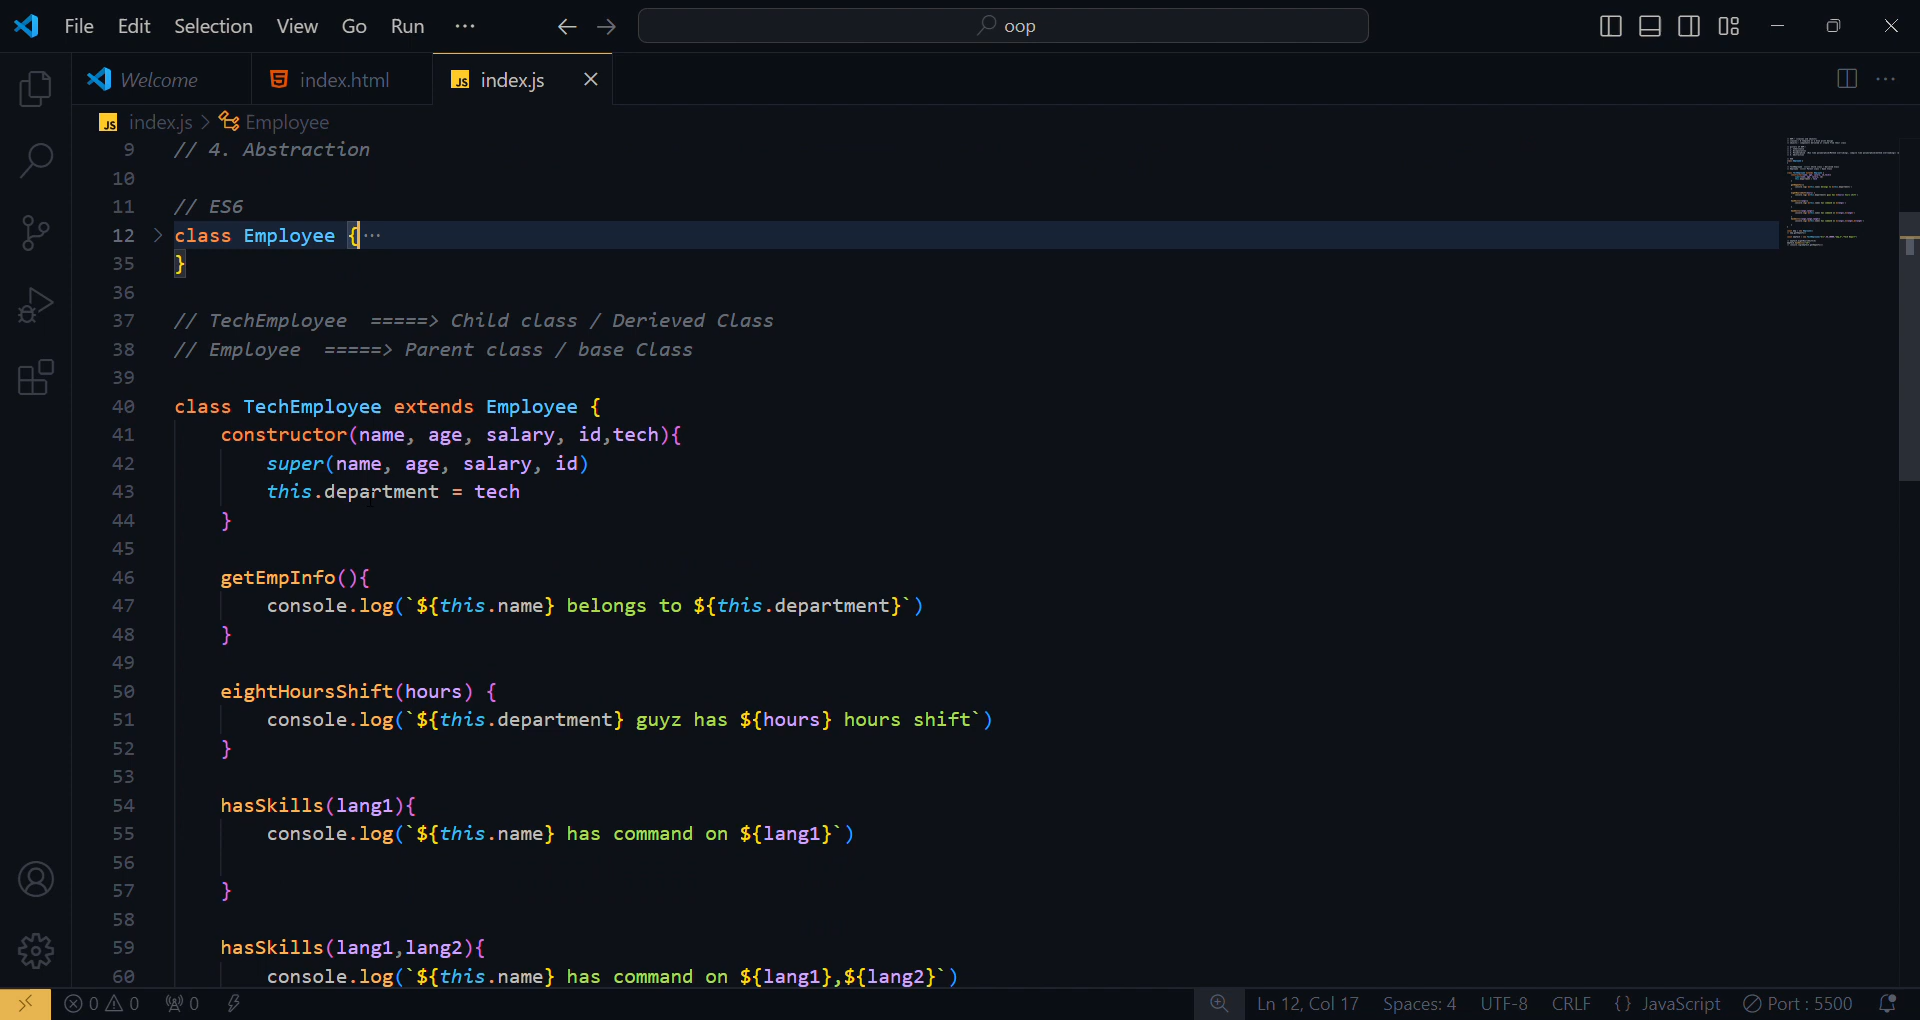 File Edit Selection View Go Run ··· oop
Welcome index.html JS index.js
JS index.js > Employee
9 // 4. Abstraction
10
11 // ES6
12 class Employee {···
35 }
36
37 // TechEmployee =====> Child class / Derieved Class
38 // Employee =====> Parent class / base Class
39
40 class TechEmployee extends Employee {
41 constructor(name, age, salary, id,tech){
42 super(name, age, salary, id)
43 this.department = tech
44 }
45
46 getEmpInfo(){
47 console.log(`${this.name} belongs to ${this.department}`)
48 }
49
50 eightHoursShift(hours) {
51 console.log(`${this.department} guyz has ${hours} hours shift`)
52 }
53
54 hasSkills(lang1){
55 console.log(`${this.name} has command on ${lang1}`)
56
57 }
58
59 hasSkills(lang1,lang2){
60 console.log(`${this.name} has command on ${lang1},${lang2}`)
0 0 0 Ln 12, Col 17 Spaces: 4 UTF-8 CRLF {} JavaScript Port : 5500